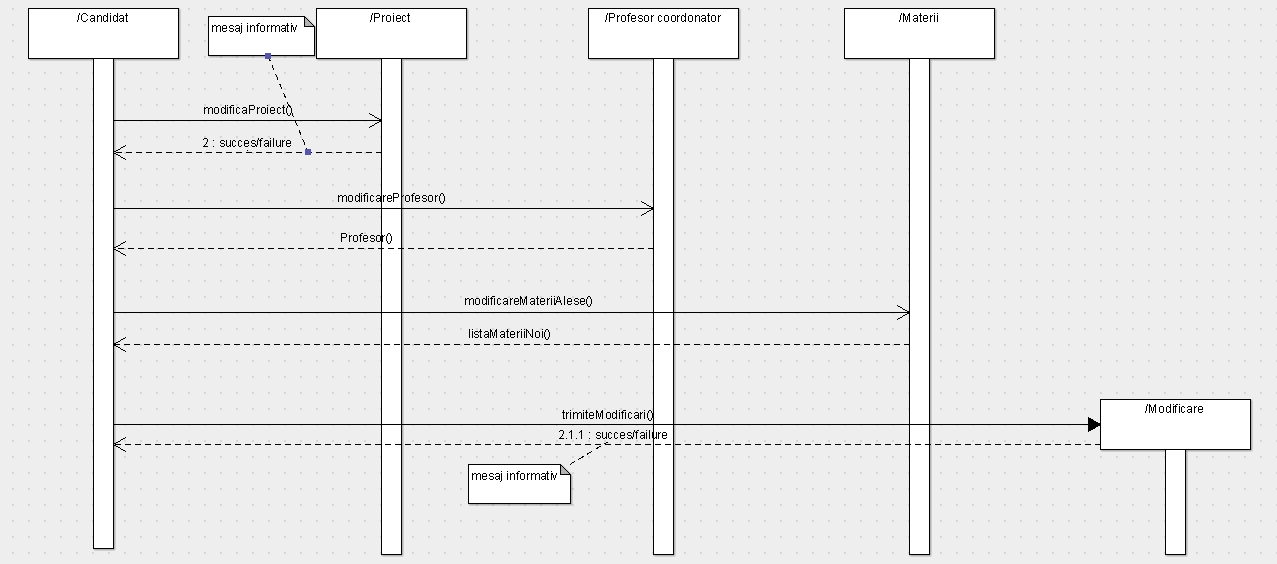 /Candidat
mesaj informativ
/Proiect
/Profesor coordonator
/Materii
modificaProiect()
2 : succes/failure
modificareProfesor()
Profesor()
modificareMateriiAlese()
listaMateriiNoi()
trimiteModificari()
/Modificare
2.1.1 : succes/failure
mesaj informativ